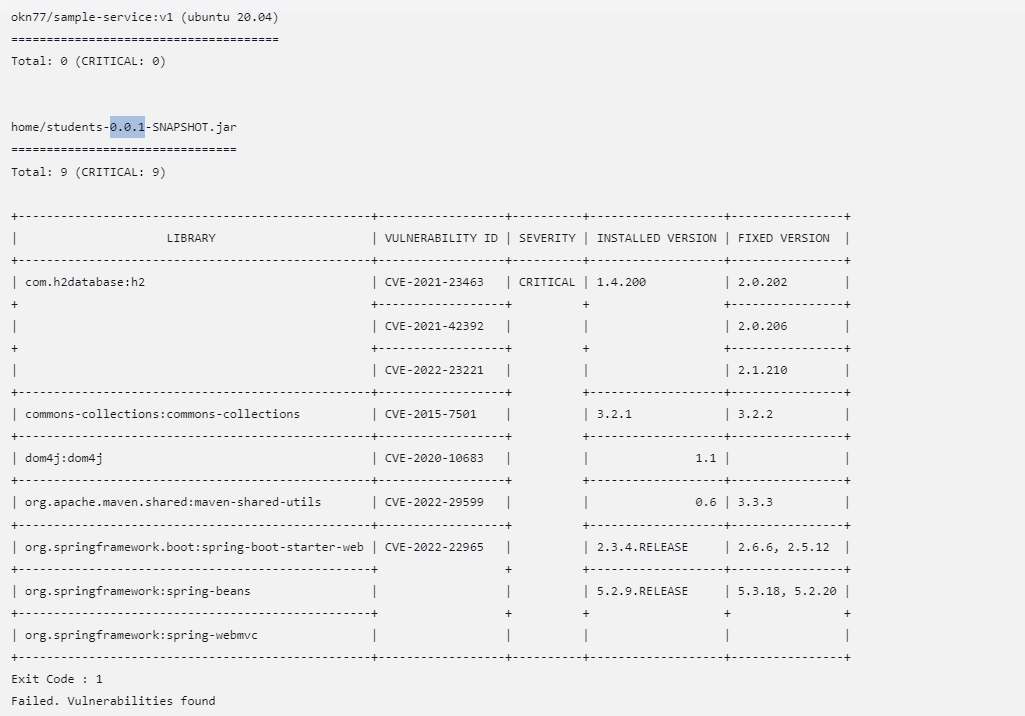 okn77/sample-service:v1 (ubuntu 20.04)
======================================
Total: 0 (CRITICAL: 0)
home/students-0.0.1-SNAPSHOT.jar
================================
Total: 9 (CRITICAL: 9)
+--------------------------------------------------+------------------+----------+-------------------+----------------+
| LIBRARY | VULNERABILITY ID | SEVERITY | INSTALLED VERSION | FIXED VERSION |
+--------------------------------------------------+------------------+----------+-------------------+----------------+
| com.h2database:h2 | CVE-2021-23463 | CRITICAL | 1.4.200 | 2.0.202 |
+ +------------------+ + +----------------+
| | CVE-2021-42392 | | | 2.0.206 |
+ +------------------+ + +----------------+
| | CVE-2022-23221 | | | 2.1.210 |
+--------------------------------------------------+------------------+ +-------------------+----------------+
| commons-collections:commons-collections | CVE-2015-7501 | | 3.2.1 | 3.2.2 |
+--------------------------------------------------+------------------+ +-------------------+----------------+
| dom4j:dom4j | CVE-2020-10683 | | 1.1 | |
+--------------------------------------------------+------------------+ +-------------------+----------------+
| org.apache.maven.shared:maven-shared-utils | CVE-2022-29599 | | 0.6 | 3.3.3 |
+--------------------------------------------------+------------------+ +-------------------+----------------+
| org.springframework.boot:spring-boot-starter-web | CVE-2022-22965 | | 2.3.4.RELEASE | 2.6.6, 2.5.12 |
+--------------------------------------------------+ + +-------------------+----------------+
| org.springframework:spring-beans | | | 5.2.9.RELEASE | 5.3.18, 5.2.20 |
+--------------------------------------------------+ + + + +
| org.springframework:spring-webmvc | | | | |
+--------------------------------------------------+------------------+----------+-------------------+----------------+
Exit Code : 1
Failed. Vulnerabilities found